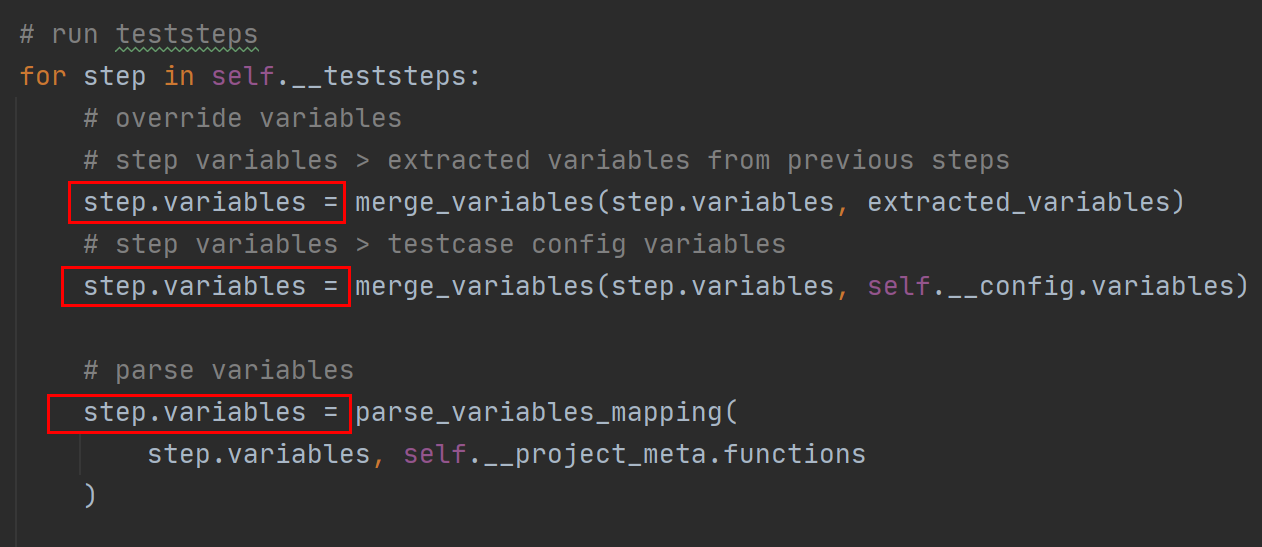 # run teststeps
for step in self.__teststeps:
    # override variables
    # step variables > extracted variables from previous steps
    step.variables = merge_variables(step.variables, extracted_variables)
    # step variables > testcase config variables
    step.variables = merge_variables(step.variables, self.__config.variables)
    # parse variables
    step.variables = parse_variables_mapping(
        step.variables, self.__project_meta.functions
    )